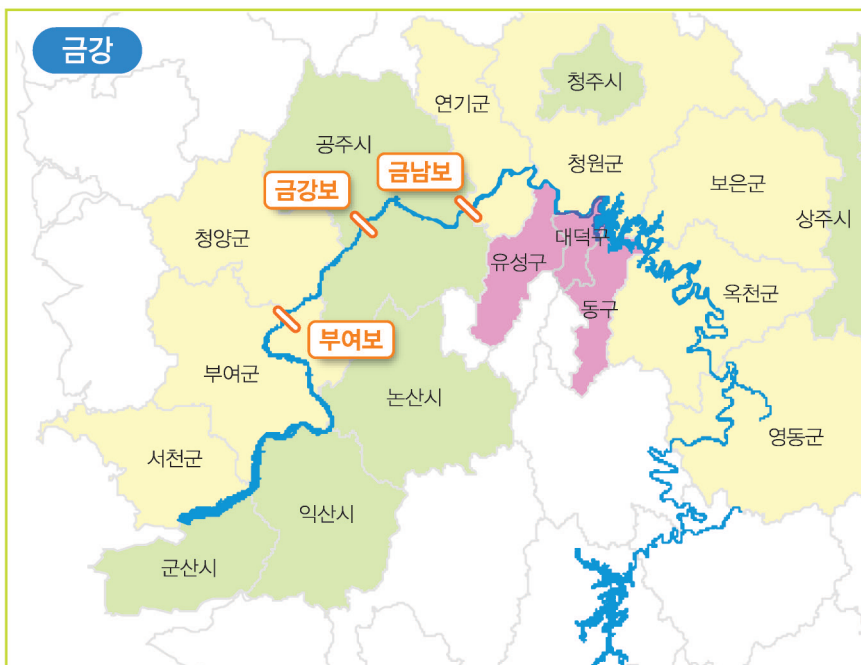 금강
청주시
연기군
공주시
청원군
금남보
보은군
금강보
상주시
청양군
대덕구
유성구
옥천군
동구
부여보
부여군
논산시
영동군
서천군
익산시
군산시